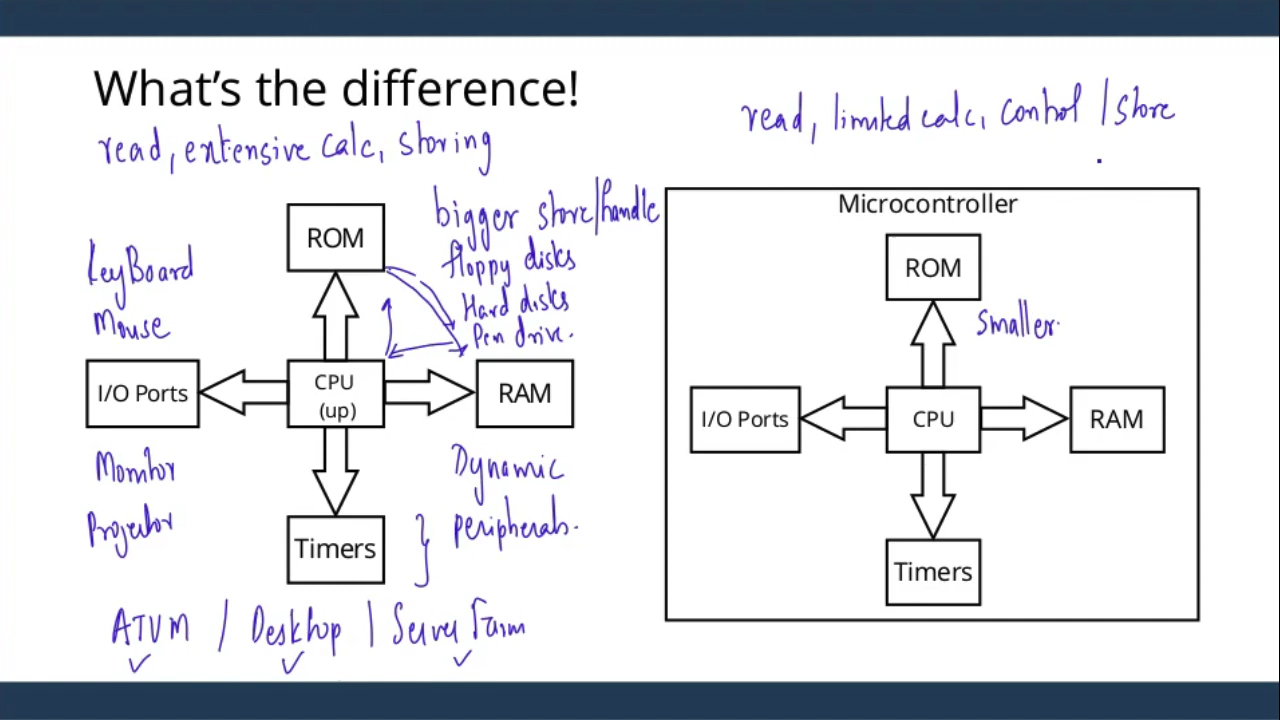 What's the difference!
read, extensive calc, storing
read, limited calc, control / store
bigger store/handle
floppy disks
Hard disks
Pen drive.
KeyBoard
Mouse
ROM
I/O Ports
CPU
(up)
RAM
Monitor
Projector
Dynamic
peripherals.
Timers
ATVM / Desktop / Server Farm
Microcontroller
ROM
Smaller.
I/O Ports
CPU
RAM
Timers